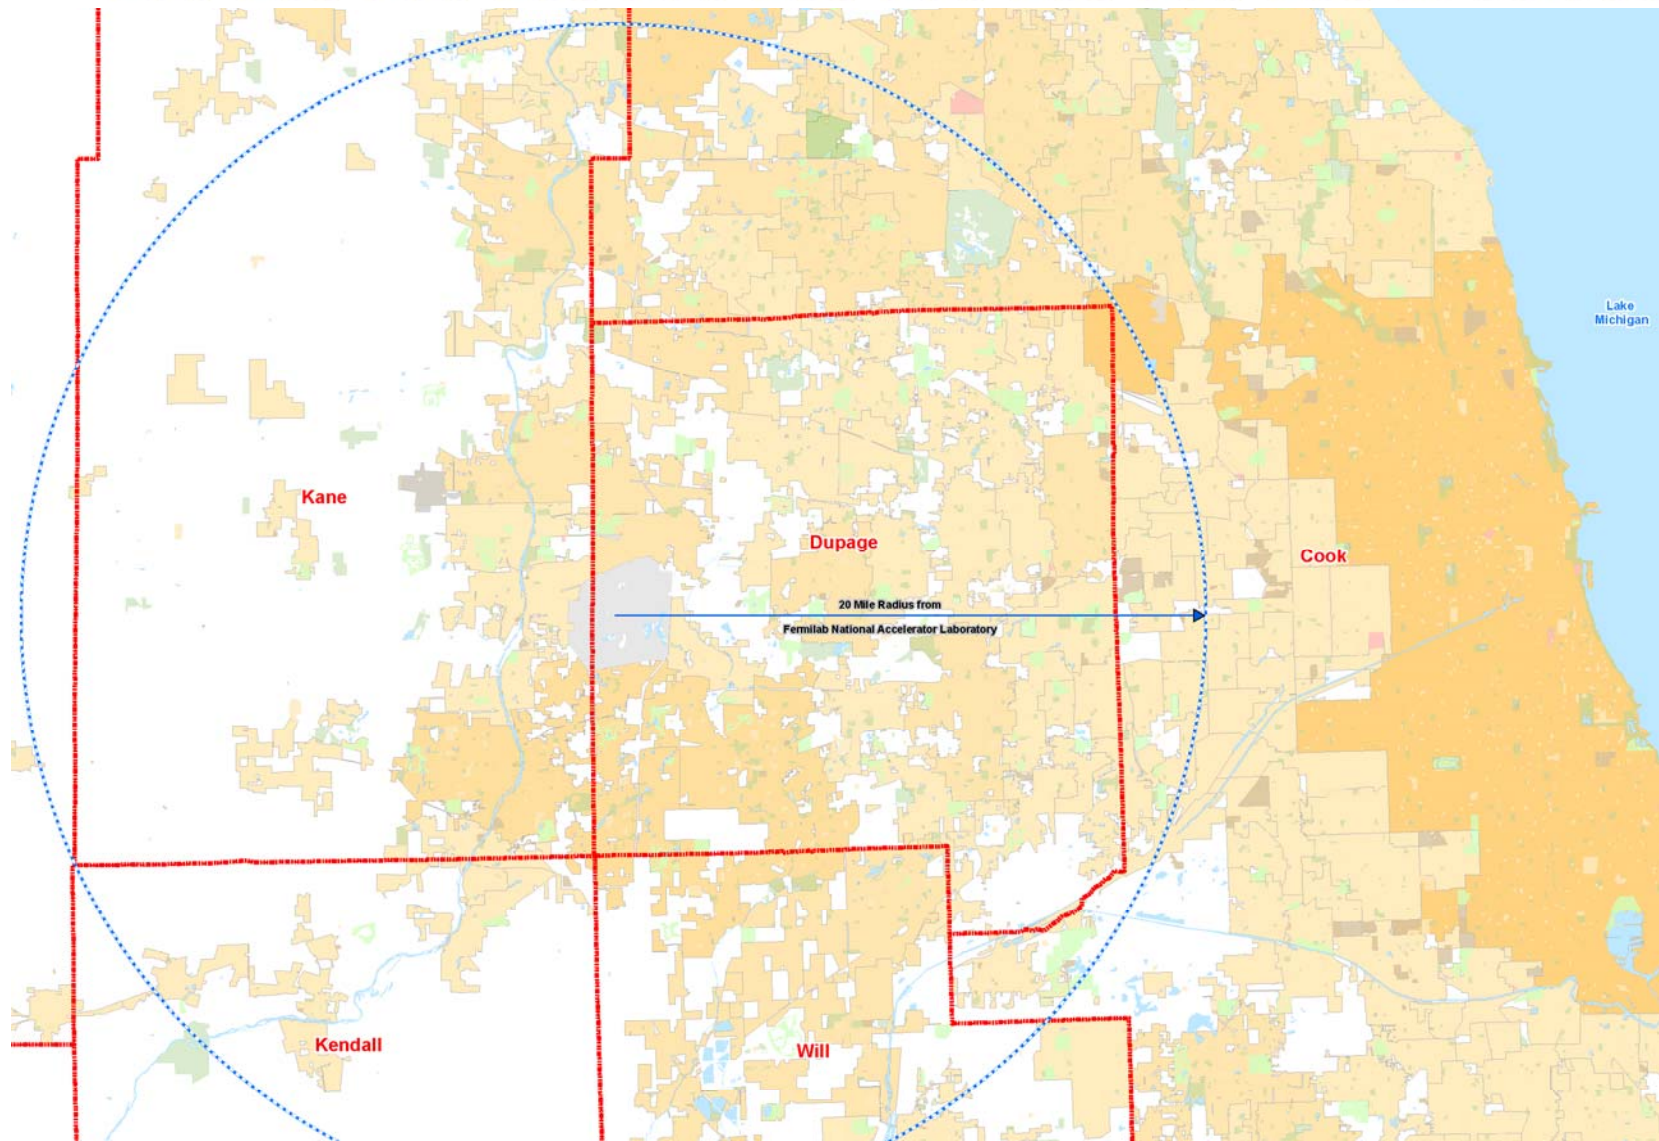 Lake
Michigan
Kane
Dupage
Cook
20 Mile Radius from
Fermilab National Accelerator Laboratory
Kendall
Will